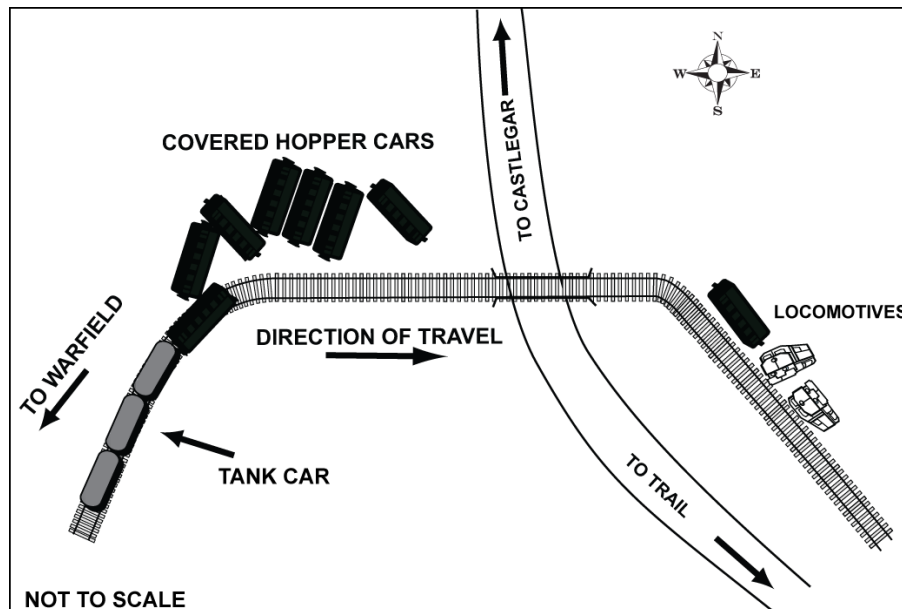 N
W E
S
TO CASTLEGAR
COVERED HOPPER CARS
LOCOMOTIVES
DIRECTION OF TRAVEL
TO WARFIELD
TANK CAR
TO TRAIL
NOT TO SCALE